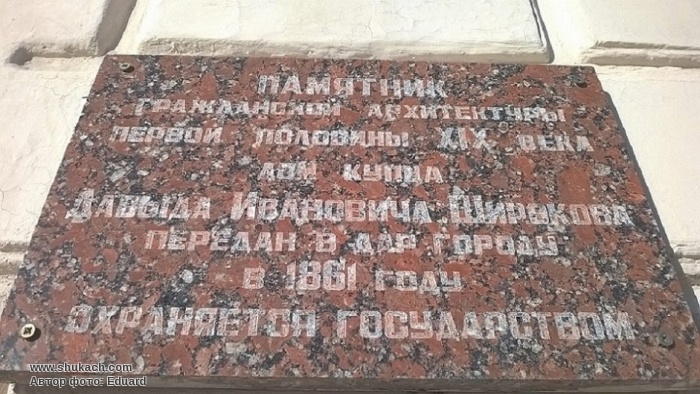 ПАМЯТНИК
ГРАЖДАНСКОЙ АРХИТЕКТУРЫ
ПЕРВОЙ ПОЛОВИНЫ XIX ВЕКА
ДОМ КУПЦА
ДАВЫДА ИВАНОВИЧА ШИРЯКОВА
ПЕРЕДАН В ДАР ГОРОДУ
В 1861 ГОДУ
ОХРАНЯЕТСЯ ГОСУДАРСТВОМ
www.shukach.com
Автор фото: Eduard